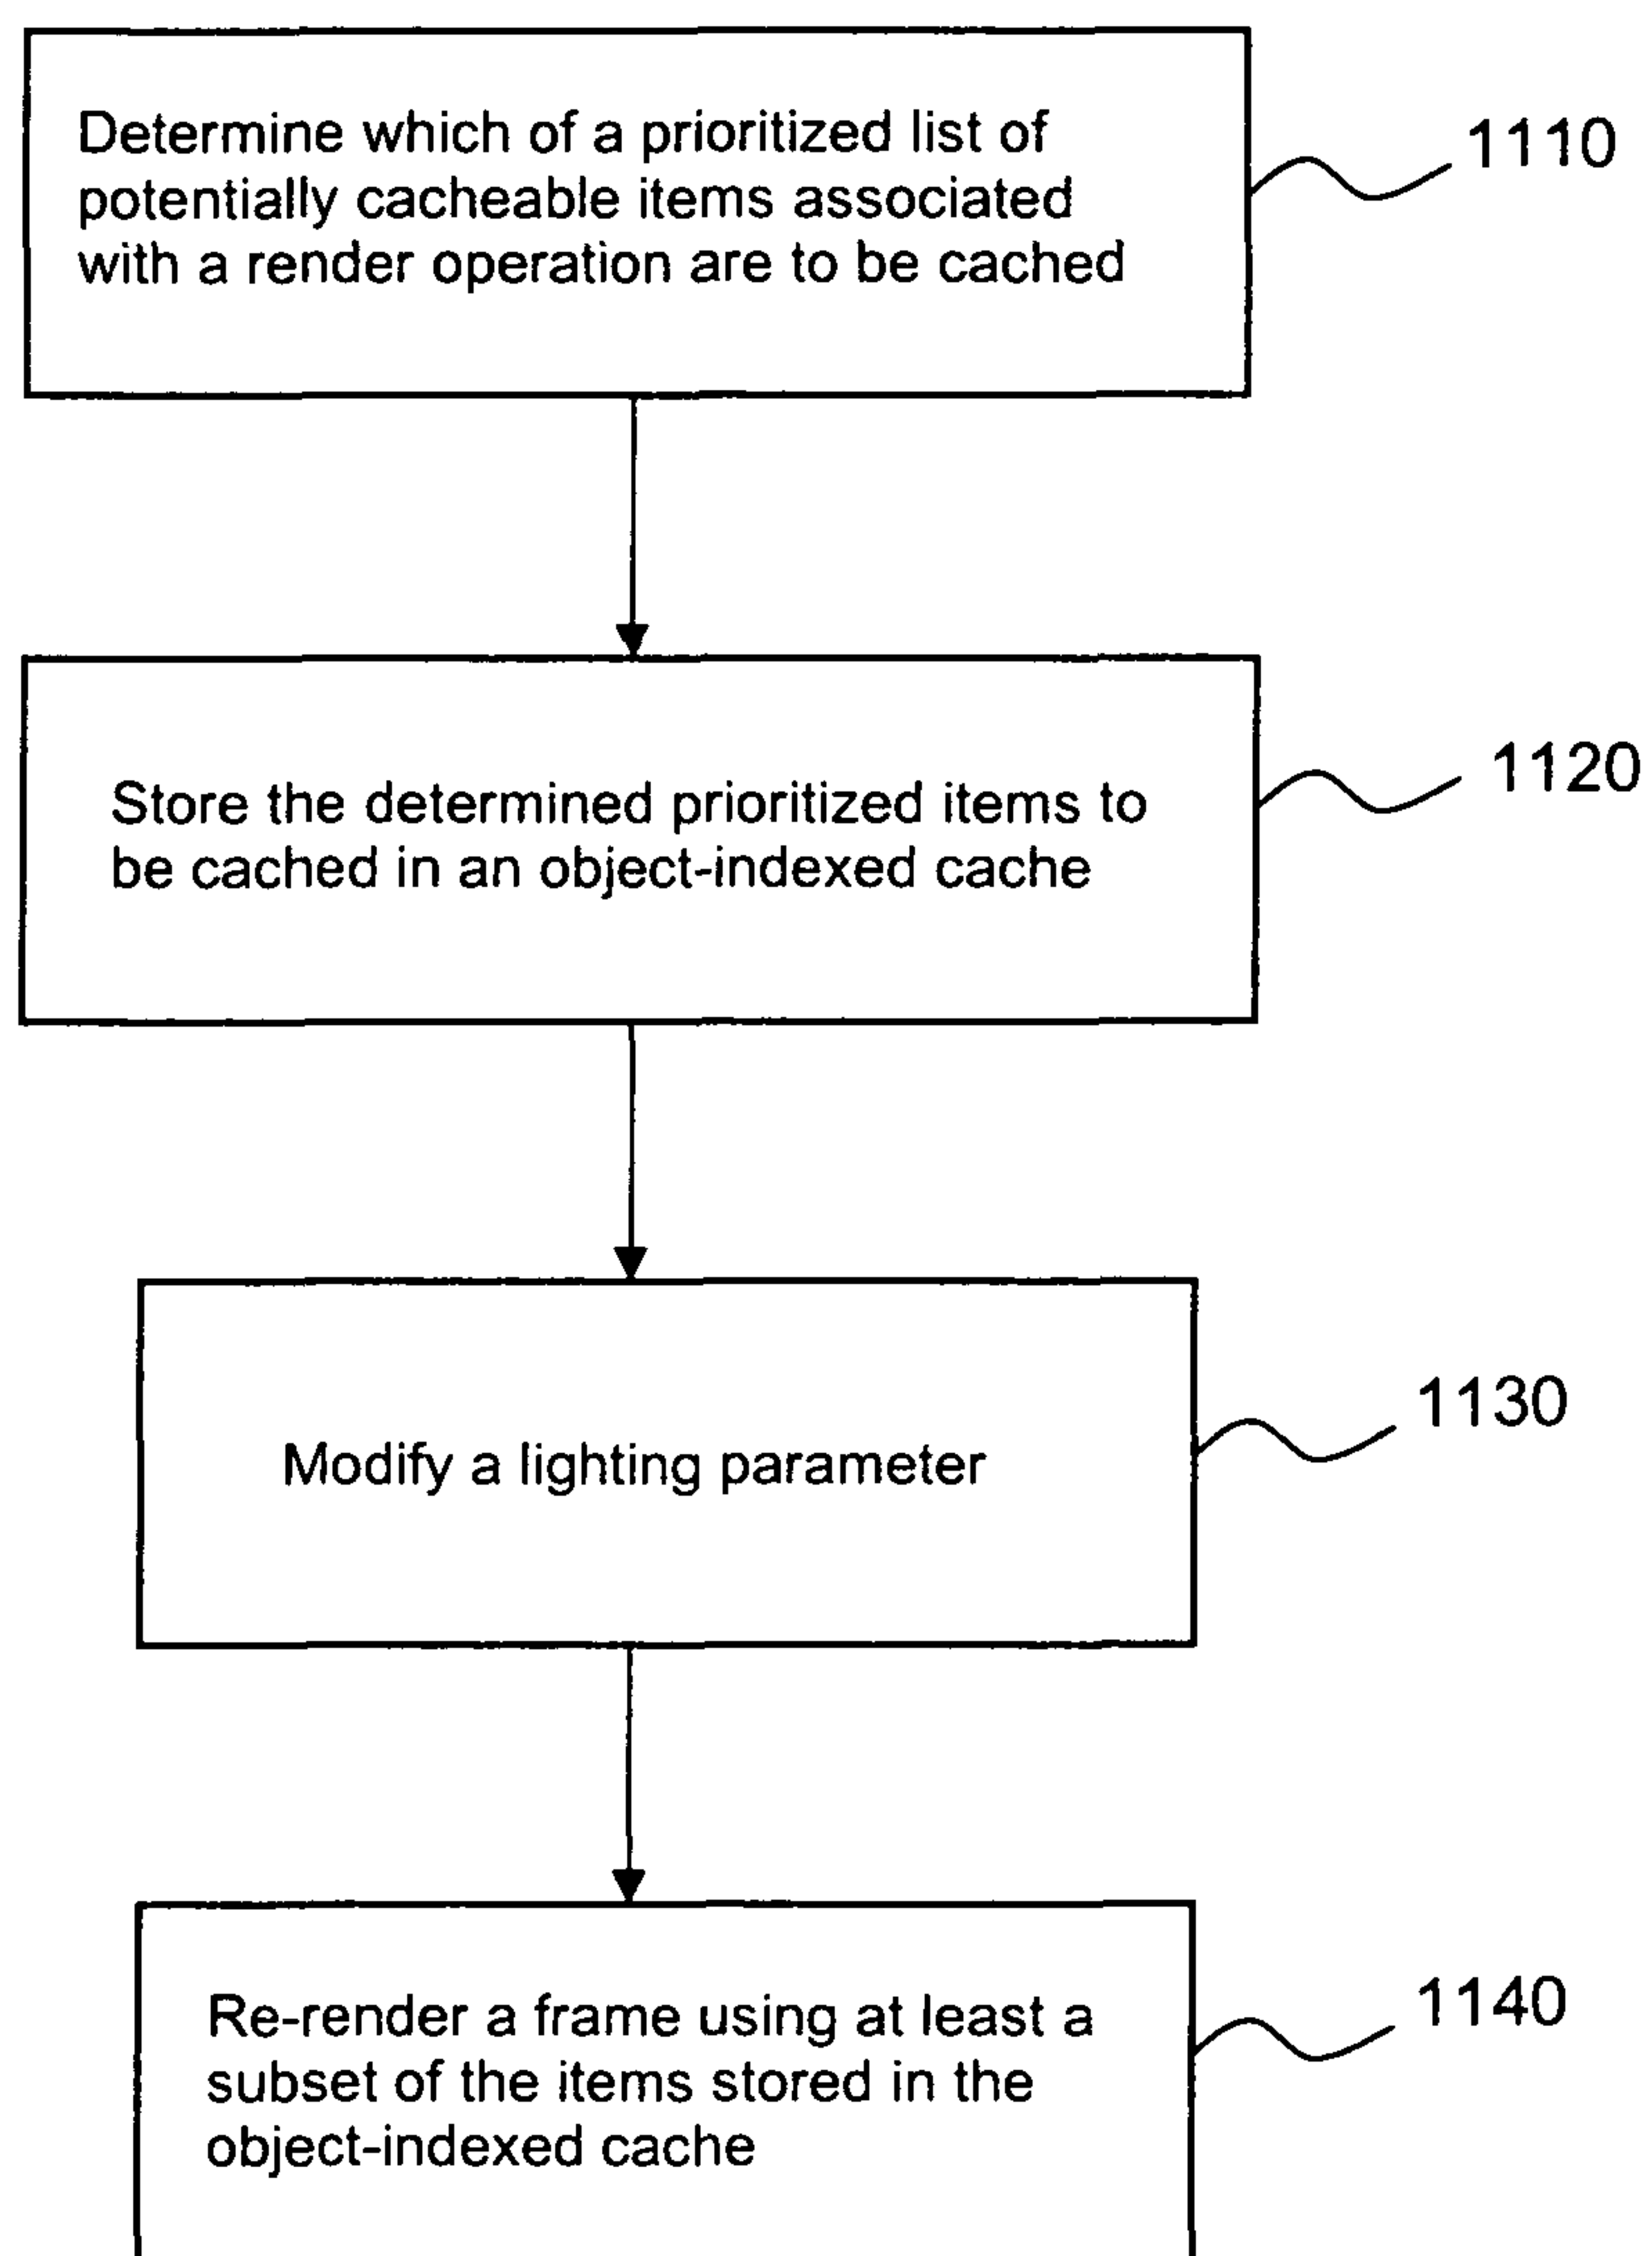 Determine which of a prioritized list of
potentially cacheable items associated
with a render operation are to be cached
1110
Store the determined prioritized items to
be cached in an object-indexed cache
1120
Modify a lighting parameter
1130
Re-render a frame using at least a
subset of the items stored in the
object-indexed cache
1140